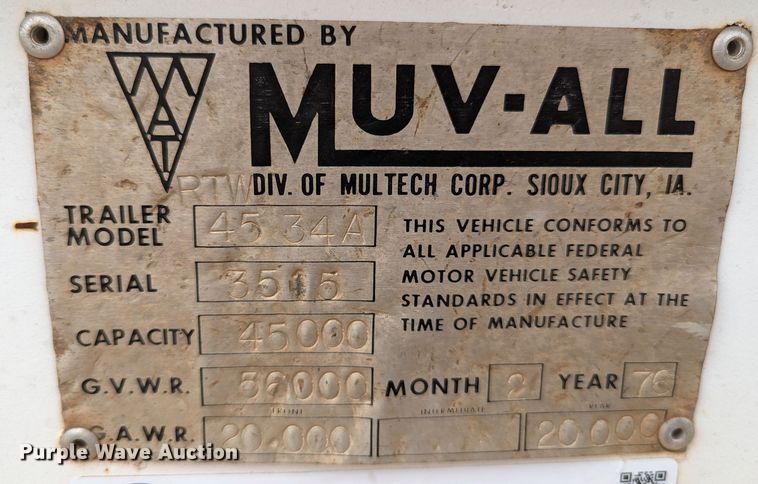 MANUFACTURED BY
MAT
MUV-ALL
RTW
DIV. OF MULTECH CORP. SIOUX CITY, IA.
TRAILER MODEL 45 34A
SERIAL 3515
CAPACITY 45000
THIS VEHICLE CONFORMS TO
ALL APPLICABLE FEDERAL
MOTOR VEHICLE SAFETY
STANDARDS IN EFFECT AT THE
TIME OF MANUFACTURE
G.V.W.R. 56000 MONTH 2 YEAR 76
FRONT INTERMEDIATE REAR
G.A.W.R. 20.000 20000
Purple Wave Auction